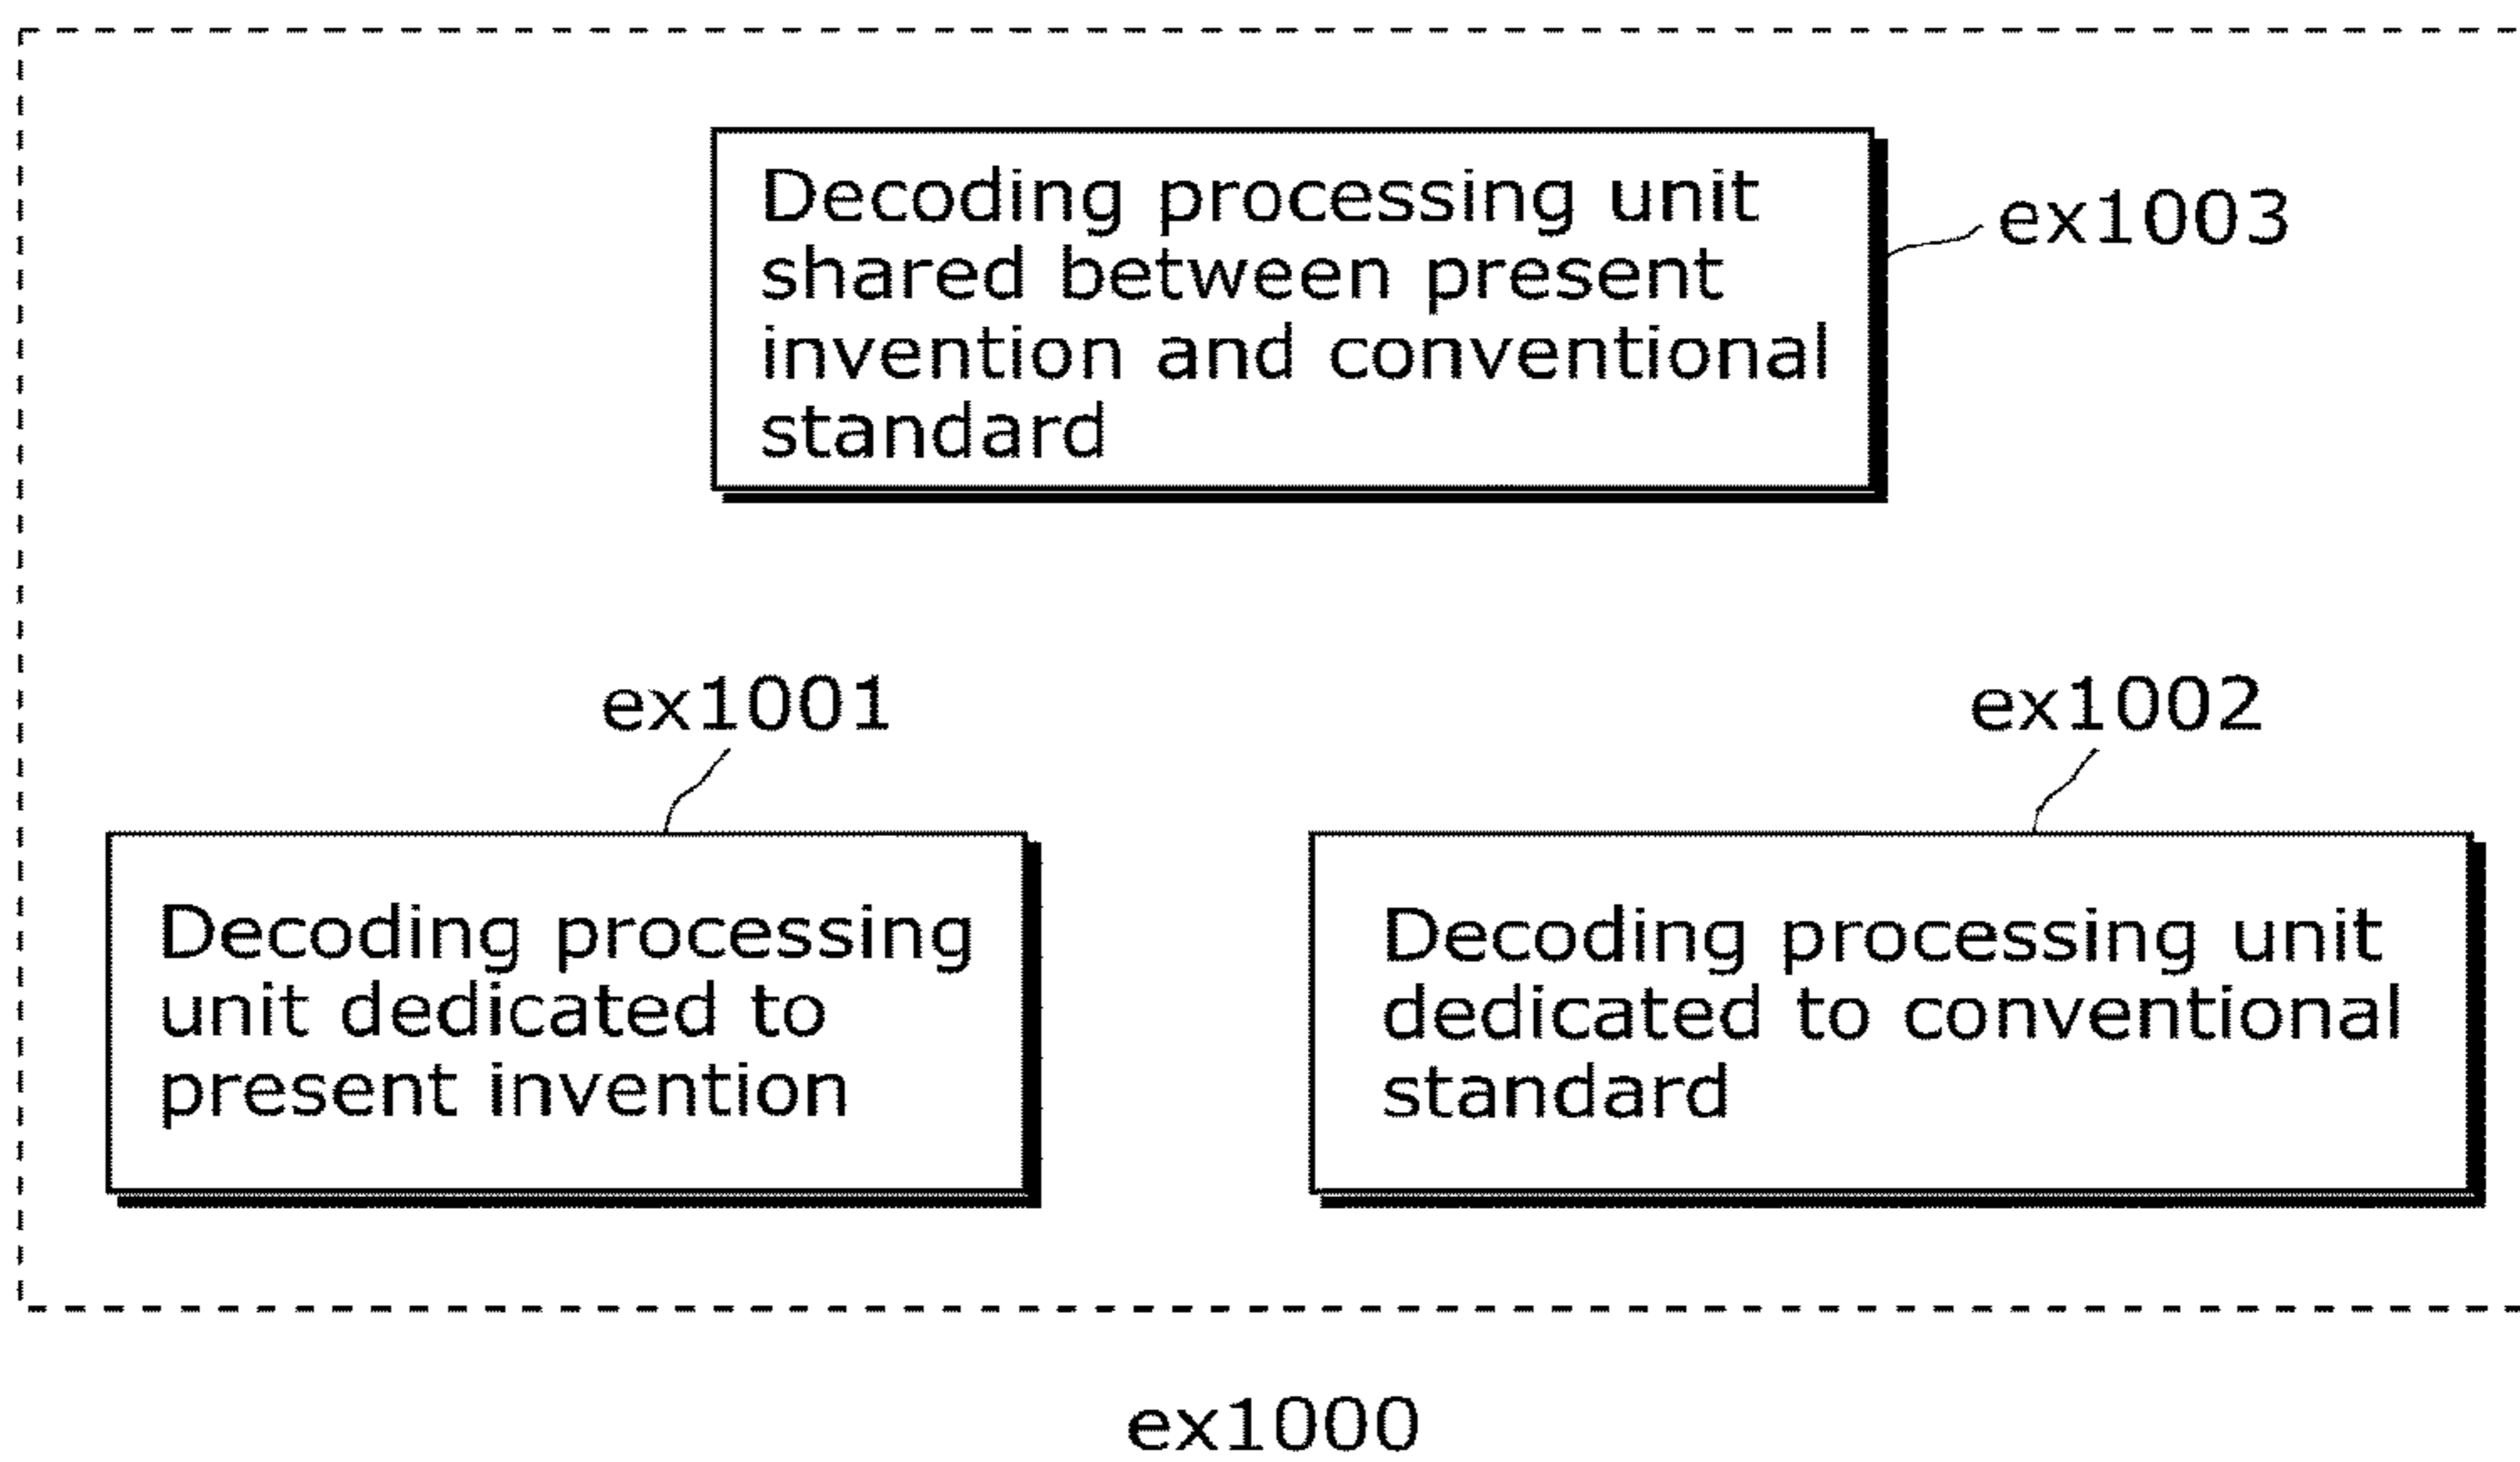 Decoding processing unit
shared between present
invention and conventional
standard
ex1003
ex1001
Decoding processing
unit dedicated to
present invention
ex1002
Decoding processing unit
dedicated to conventional
standard
ex1000